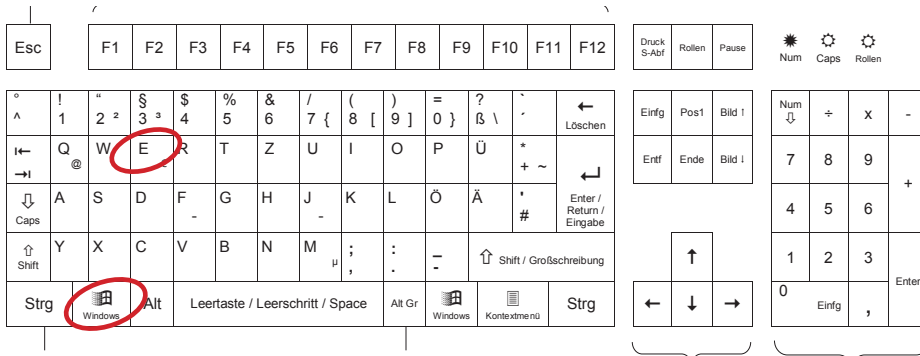 Esc F1 F2 F3 F4 F5 F6 F7 F8 F9 F10 F11 F12 Druck S-Abf Rollen Pause Num Caps Rollen
° ! “ § $ % & / ( ) = ? ` ←
^ 1 2 ² 3 ³ 4 5 6 7 { 8 [ 9 ] 0 } ß \ ´ Löschen Einfg Pos1 Bild ↑ Num ⇩ ÷ x -
Q @ W E R T Z U I O P Ü * + ~ Entf Ende Bild ↓ 7 8 9 +
⇩ Caps A S D F - G H J - K L Ö Ä ' # Enter / Return / Eingabe 4 5 6
⇧ Shift Y X C V B N M µ ; , : . _ - ⇧ Shift / Großschreibung ↑ 1 2 3 Enter
Strg Windows Alt Leertaste / Leerschritt / Space Alt Gr Windows Kontextmenü Strg ← ↓ → 0 Einfg ,